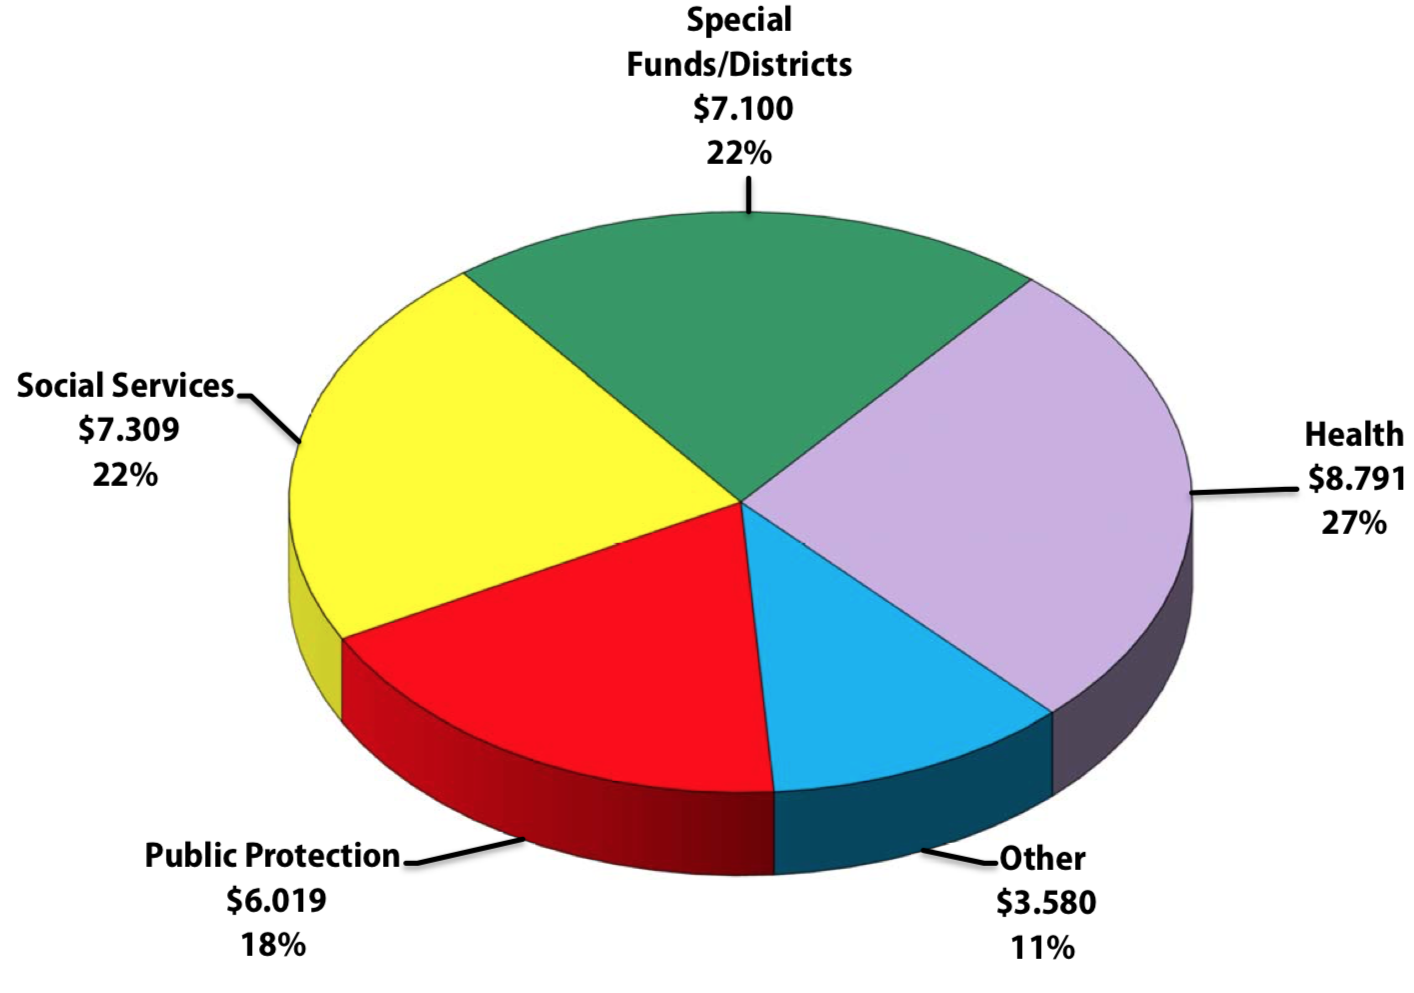 Special
Funds/Districts
$7.100
22%
Social Services
$7.309
22%
Health
$8.791
27%
Public Protection
$6.019
18%
Other
$3.580
11%